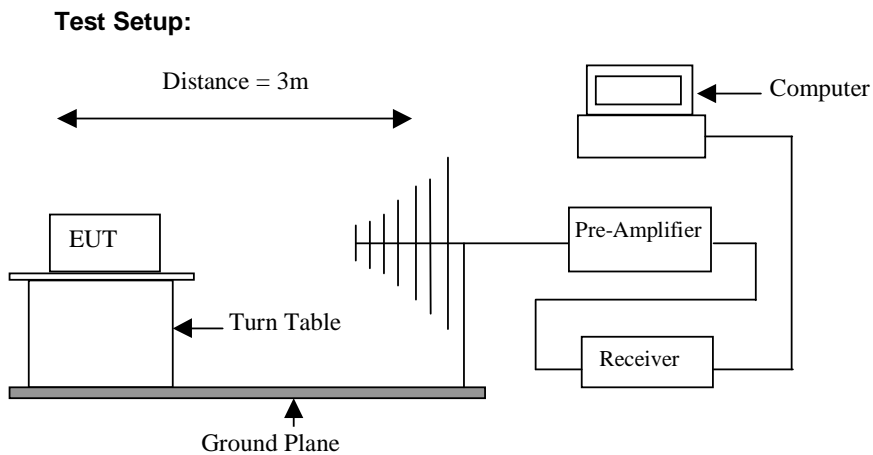 Test Setup:
Distance = 3m
Computer
EUT
Pre-Amplifier
Turn Table
Receiver
Ground Plane